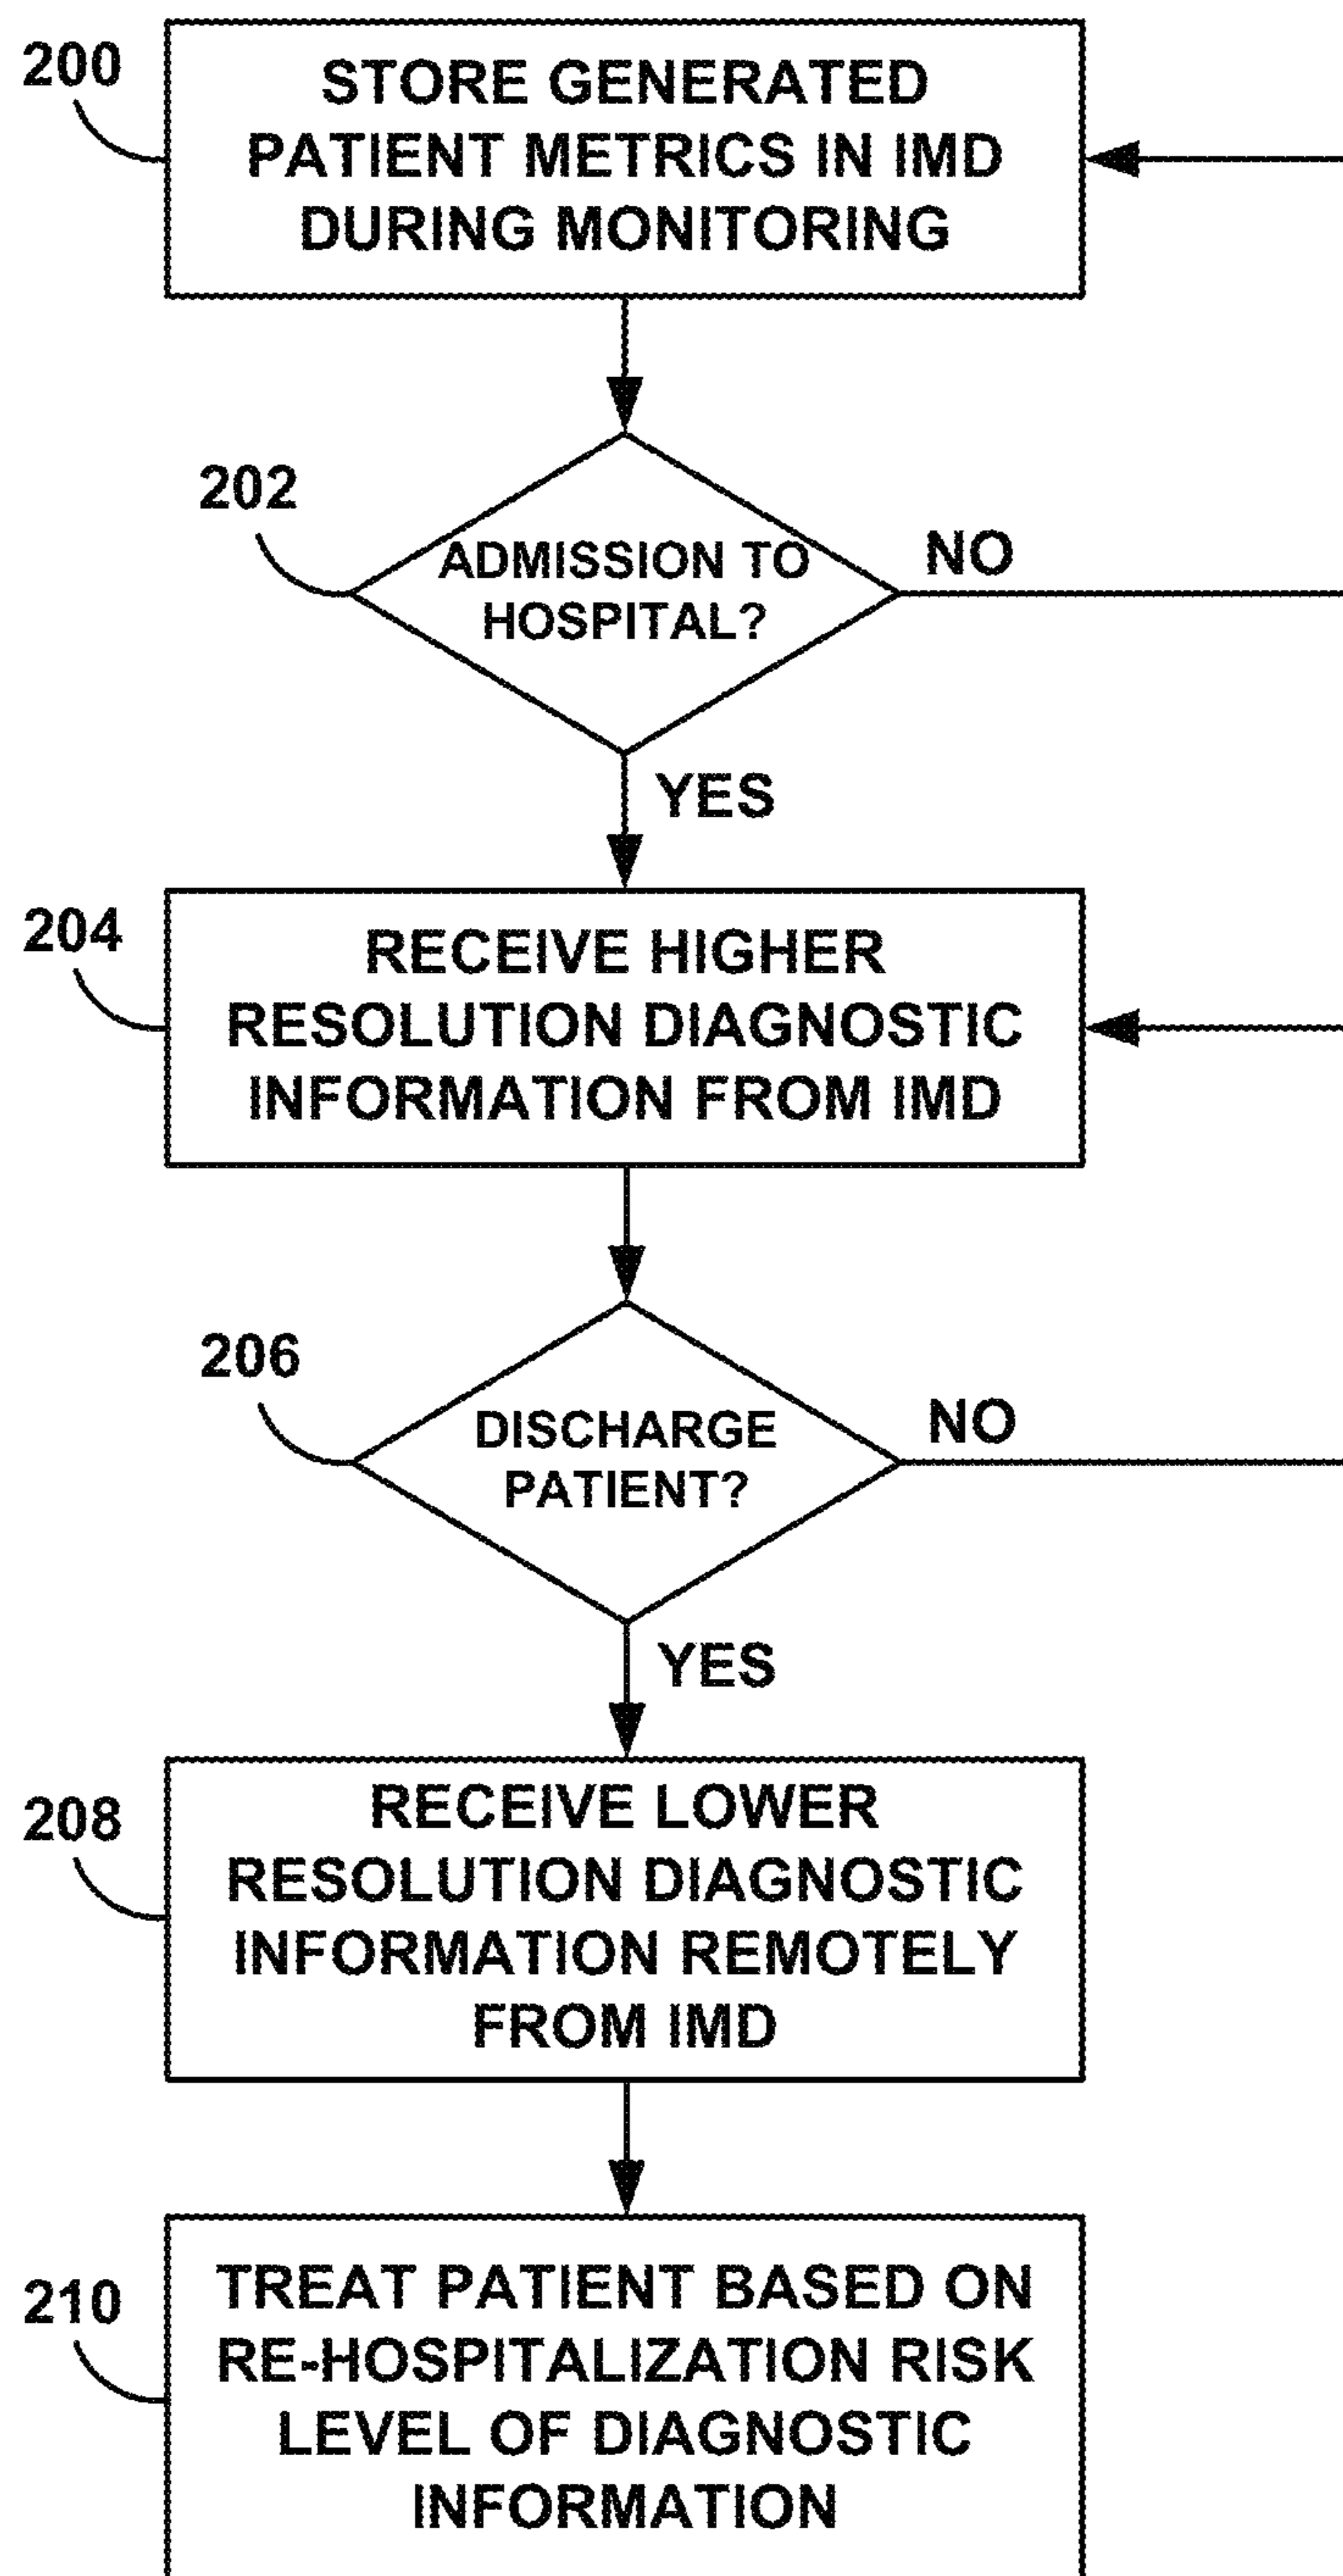 200
STORE GENERATED
PATIENT METRICS IN IMD
DURING MONITORING
202
ADMISSION TO
HOSPITAL?
NO
YES
204
RECEIVE HIGHER
RESOLUTION DIAGNOSTIC
INFORMATION FROM IMD
206
DISCHARGE
PATIENT?
NO
YES
208
RECEIVE LOWER
RESOLUTION DIAGNOSTIC
INFORMATION REMOTELY
FROM IMD
210
TREAT PATIENT BASED ON
RE-HOSPITALIZATION RISK
LEVEL OF DIAGNOSTIC
INFORMATION